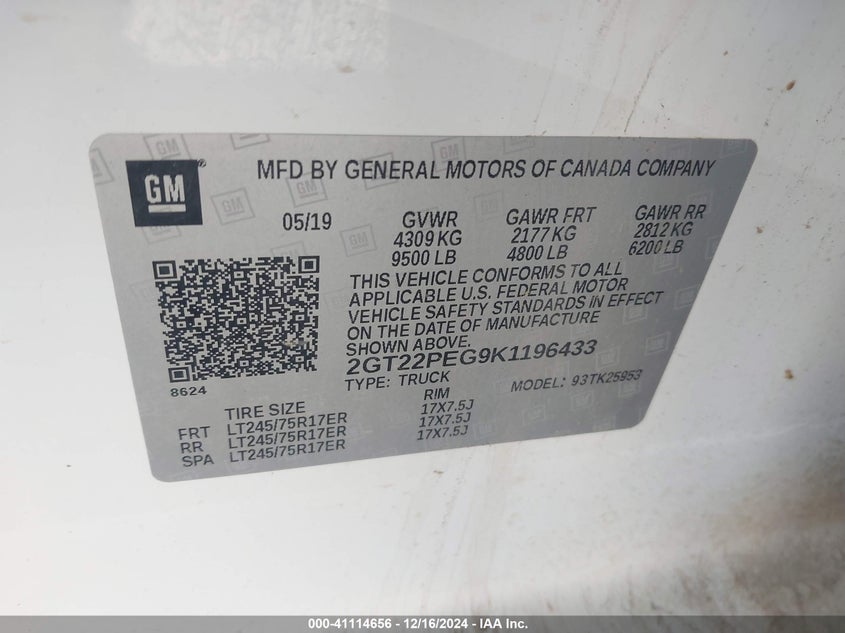 GM
MFD BY GENERAL MOTORS OF CANADA COMPANY
05/19 GVWR GAWR FRT GAWR RR
4309 KG 2177 KG 2812 KG
9500 LB 4800 LB 6200 LB
THIS VEHICLE CONFORMS TO ALL
APPLICABLE U.S. FEDERAL MOTOR
VEHICLE SAFETY STANDARDS IN EFFECT
ON THE DATE OF MANUFACTURE
SHOWN ABOVE.
2GT22PEG9K1196433
8624 TYPE: TRUCK MODEL: 93TK25953
TIRE SIZE RIM
FRT LT245/75R17ER 17X7.5J
RR LT245/75R17ER 17X7.5J
SPA LT245/75R17ER 17X7.5J
000-41114656 - 12/16/2024 - IAA Inc.